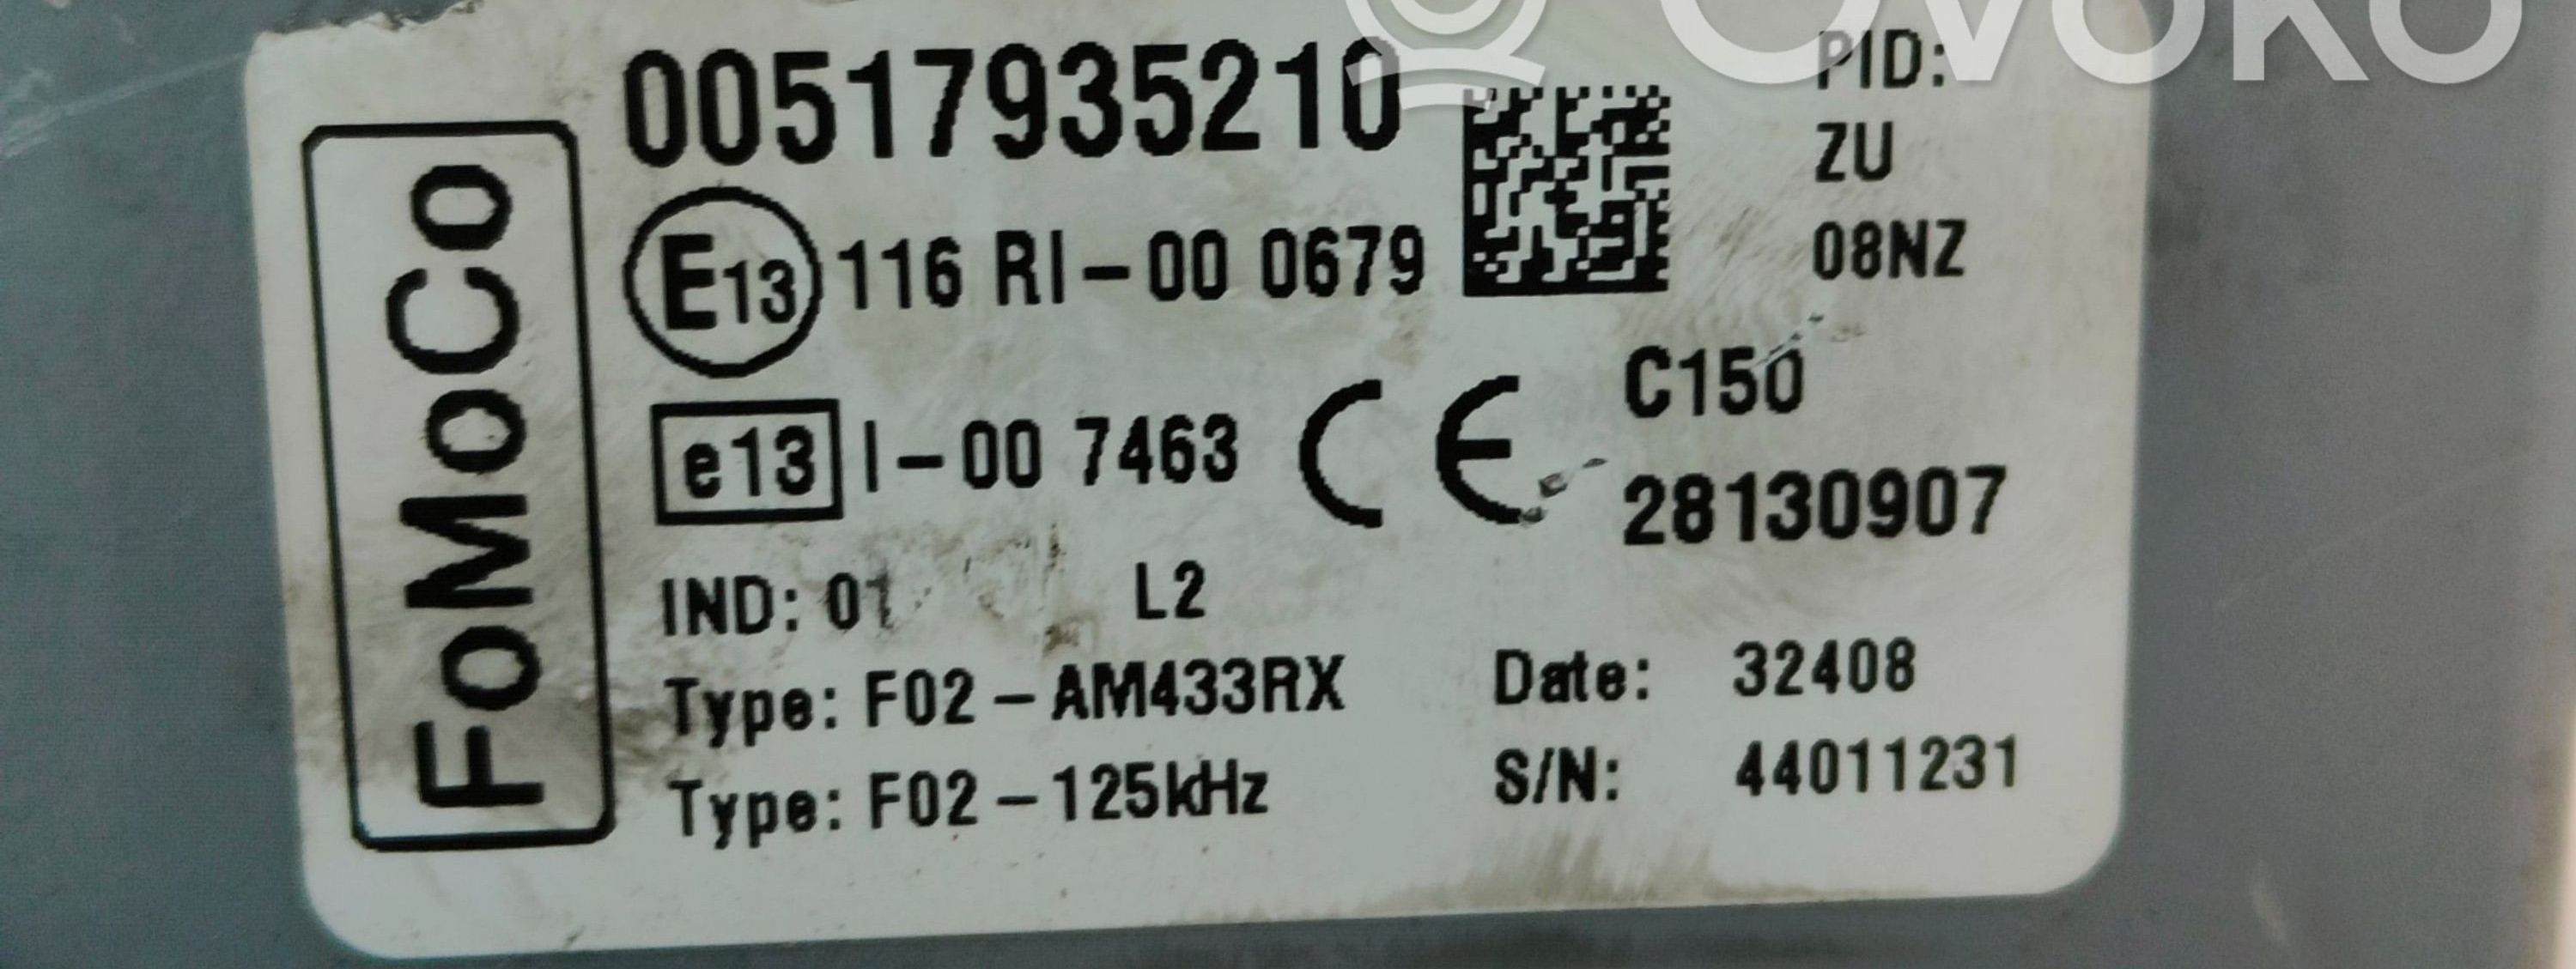 OVOKO
FoMoCo
00517935210
PID:
ZU
08NZ
E13 116 RI-00 0679
C150
e13 I-00 7463 CE
28130907
IND: 01 L2
Type: F02-AM433RX
Date: 32408
Type: F02-125kHz
S/N: 44011231